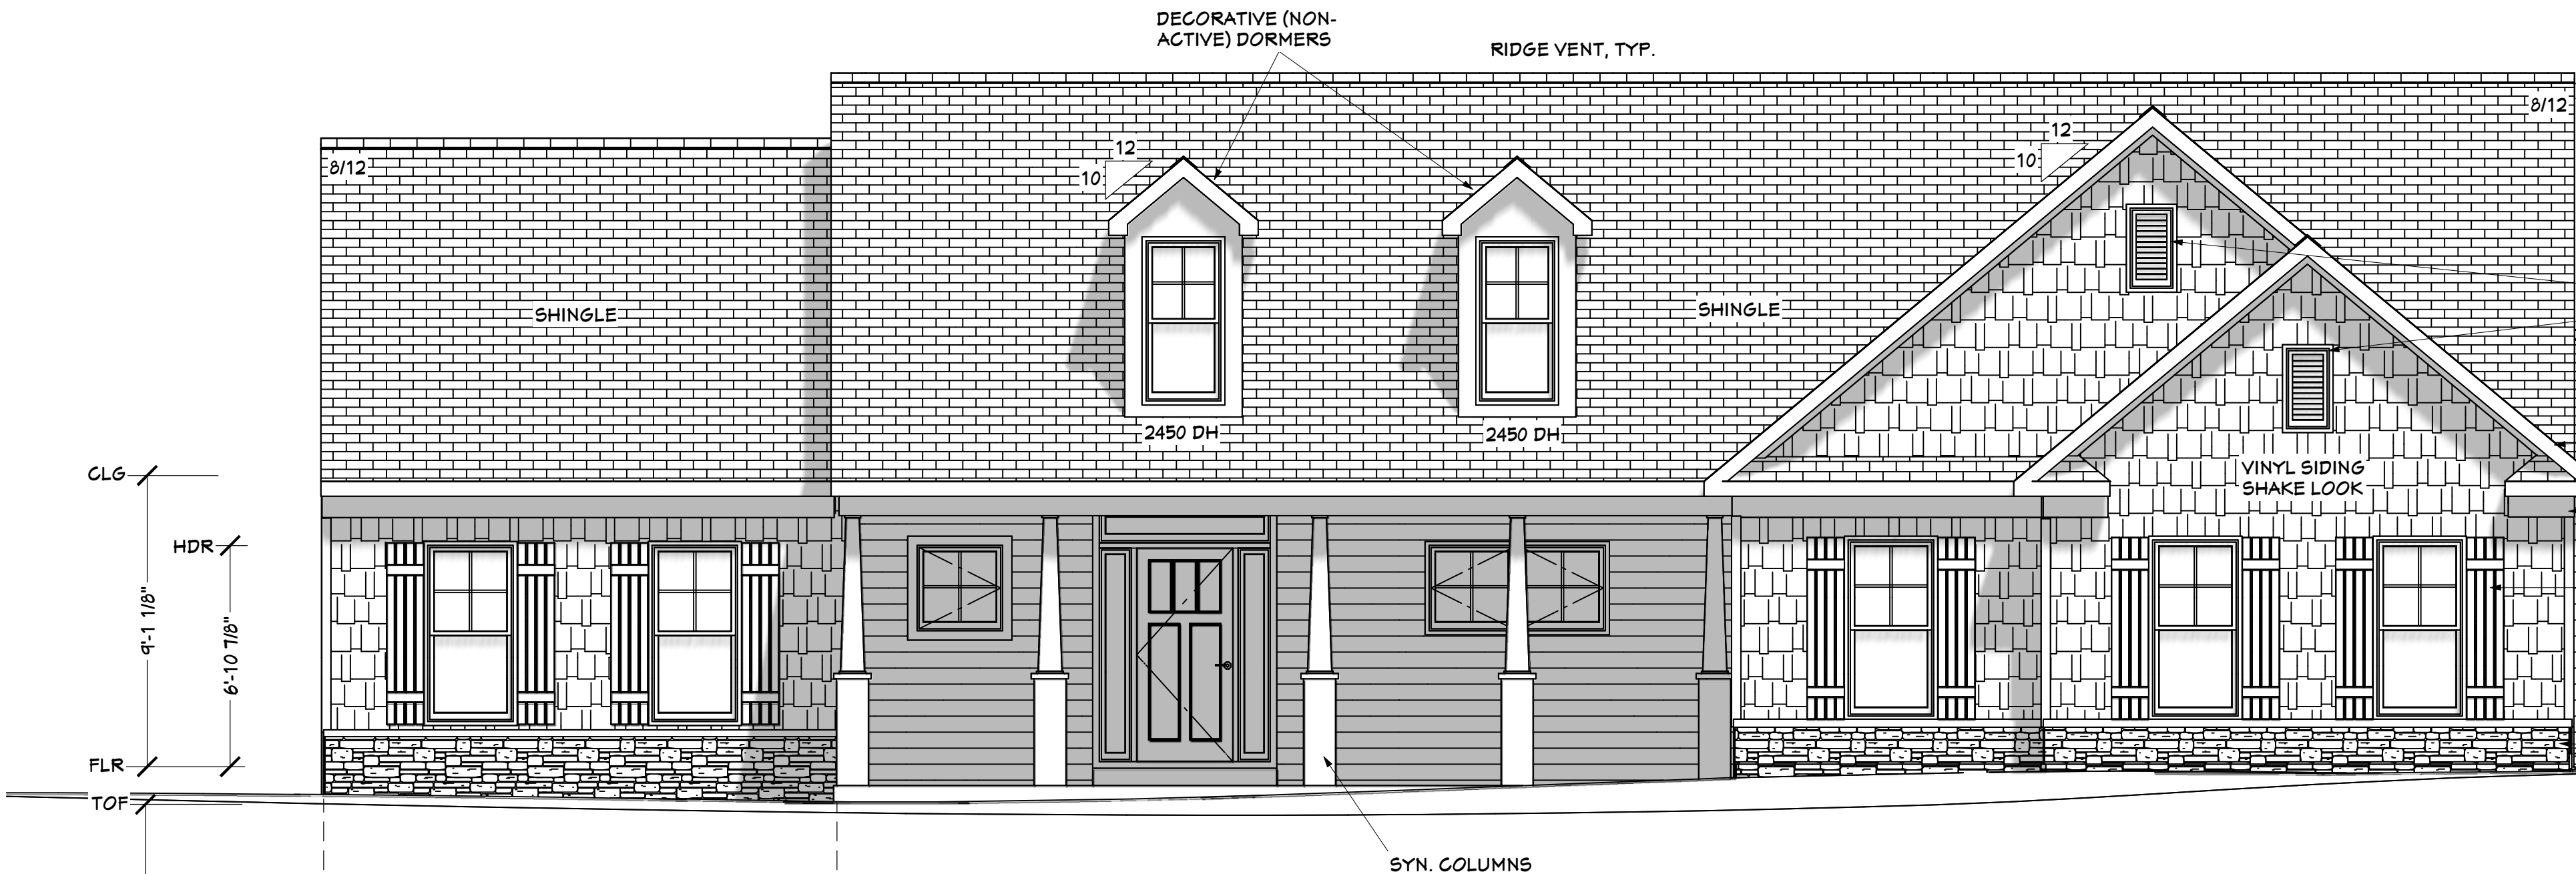 DECORATIVE (NON-
ACTIVE) DORMERS
RIDGE VENT, TYP.
8/12
12
10
12
10
8/12
SHINGLE
SHINGLE
2450 DH
2450 DH
VINYL SIDING
SHAKE LOOK
CLG
HDR
9'-1 1/8"
6'-10 7/8"
FLR
TOF
SYN. COLUMNS